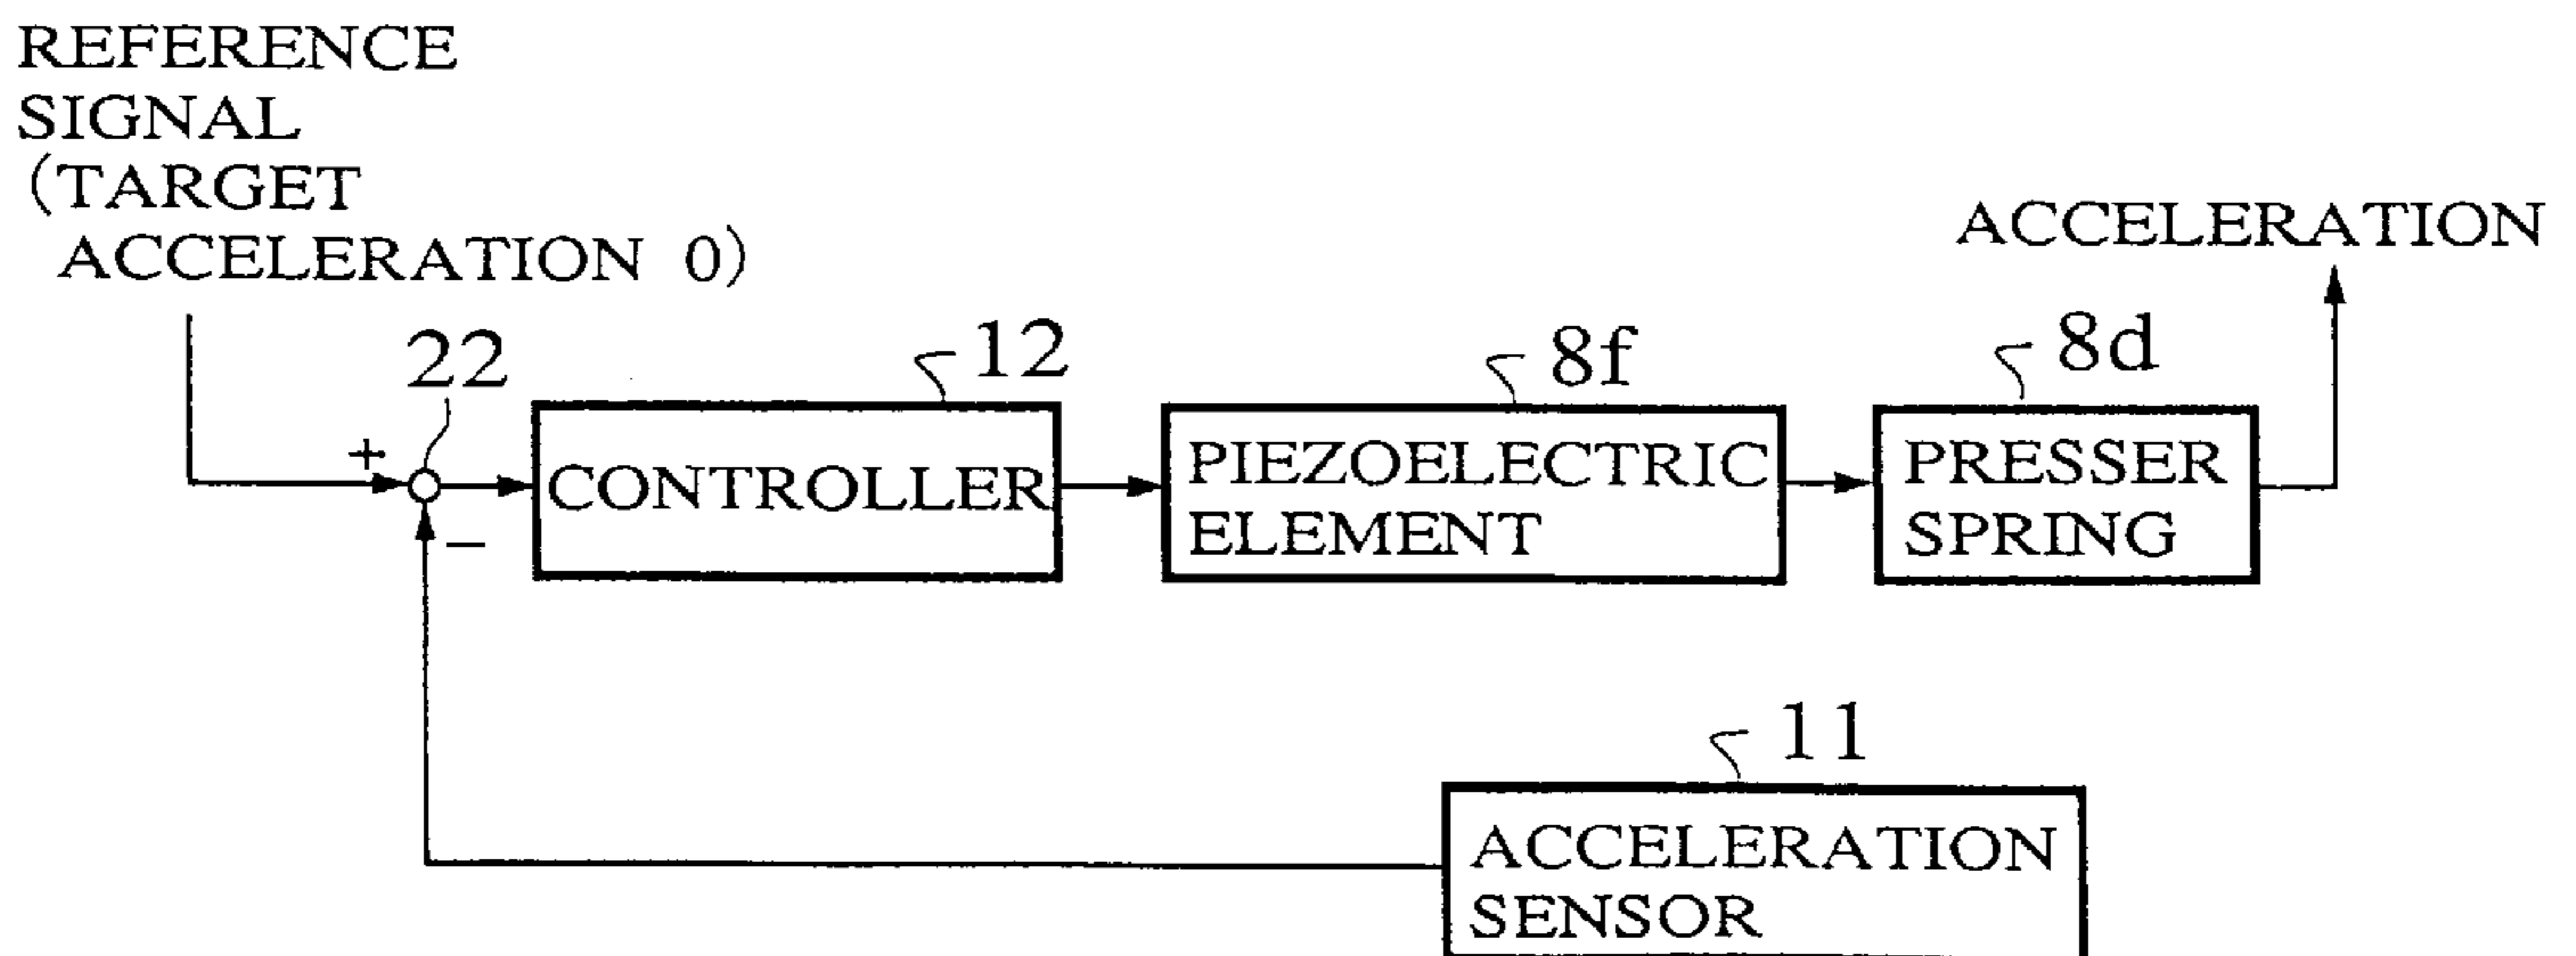 REFERENCE
SIGNAL
(TARGET
ACCELERATION 0)
ACCELERATION
22
12
8f
8d
+
CONTROLLER
PIEZOELECTRIC
ELEMENT
PRESSER
SPRING
−
11
ACCELERATION
SENSOR